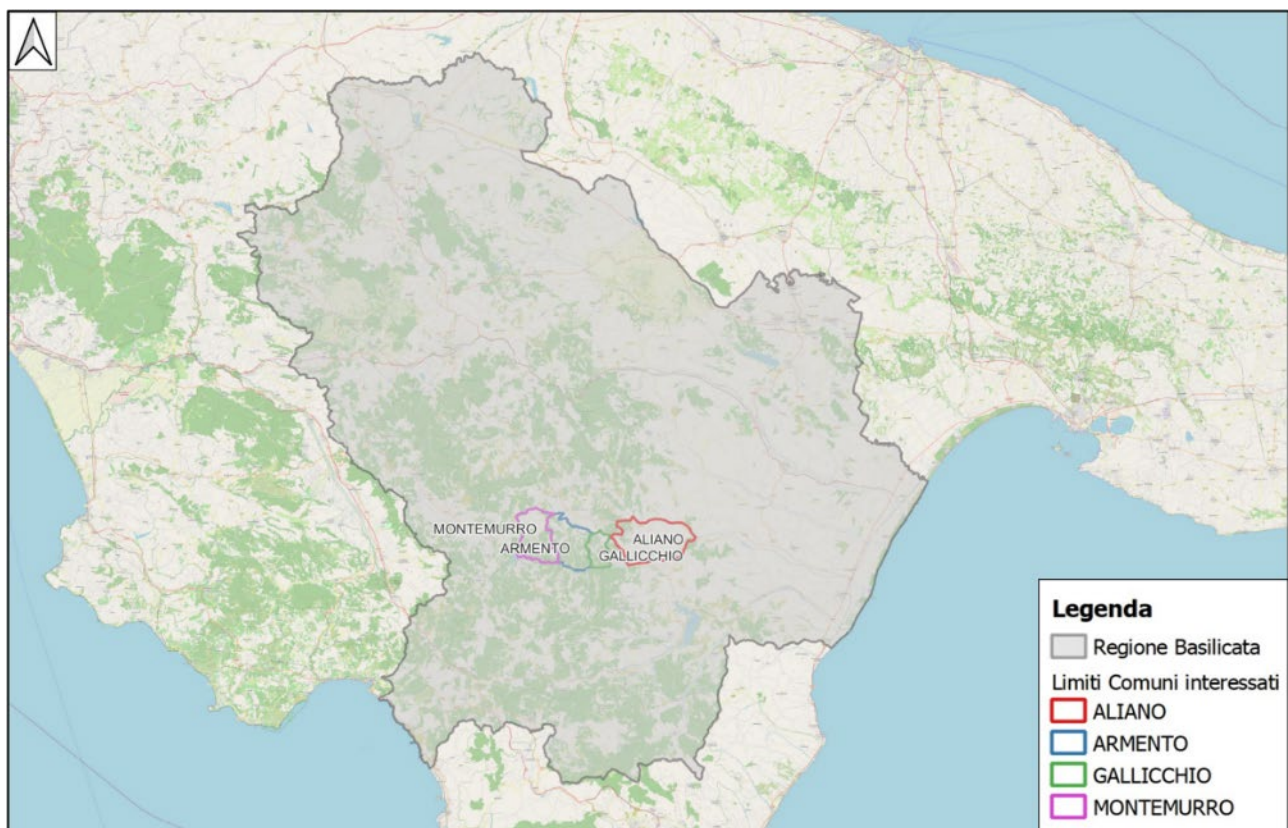 MONTEMURRO
ARMENTO
ALIANO
GALLICCHIO
Legenda
Regione Basilicata
Limiti Comuni interessati
ALIANO
ARMENTO
GALLICCHIO
MONTEMURRO